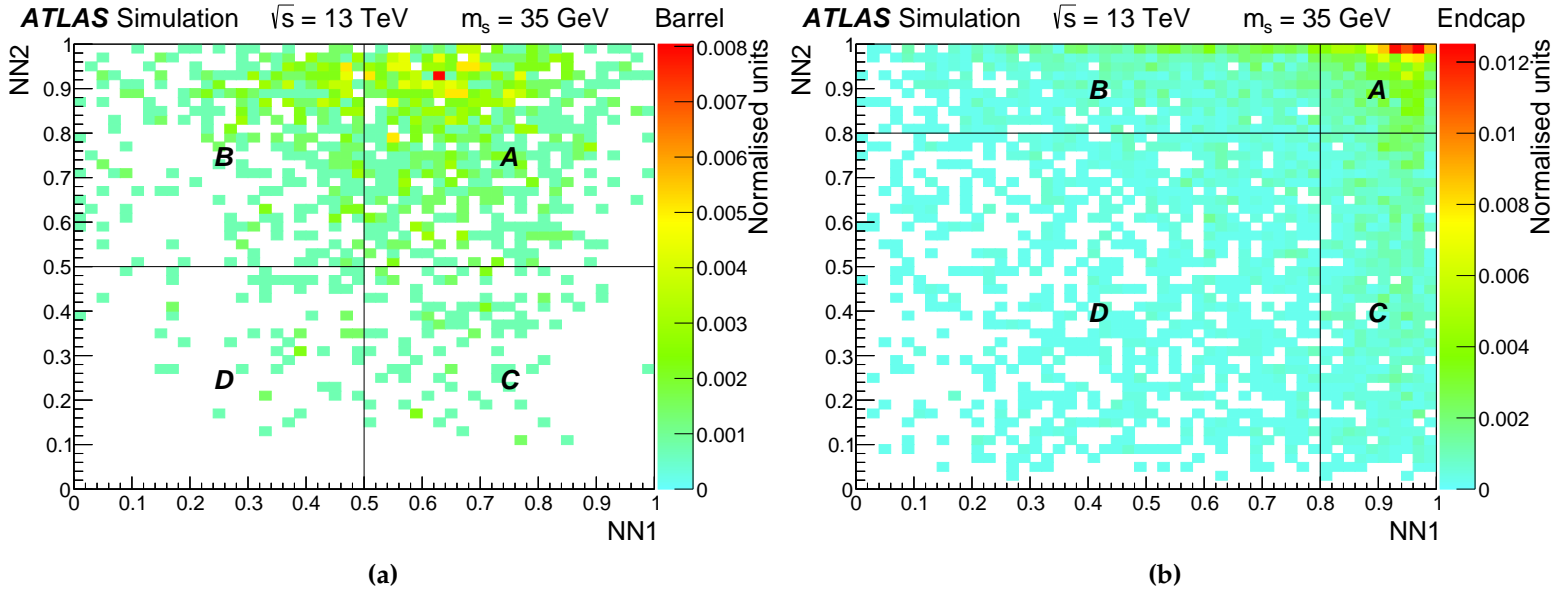 ATLAS Simulation √s = 13 TeV m_s = 35 GeV Barrel
NN2
1
0.9
0.8
0.7
0.6
0.5
0.4
0.3
0.2
0.1
0
B
A
D
C
0 0.1 0.2 0.3 0.4 0.5 0.6 0.7 0.8 0.9 1
NN1
0.008
0.007
0.006
0.005
0.004
0.003
0.002
0.001
0
Normalised units
(a)
ATLAS Simulation √s = 13 TeV m_s = 35 GeV Endcap
NN2
1
0.9
0.8
0.7
0.6
0.5
0.4
0.3
0.2
0.1
0
B
A
D
C
0 0.1 0.2 0.3 0.4 0.5 0.6 0.7 0.8 0.9 1
NN1
0.012
0.01
0.008
0.006
0.004
0.002
0
Normalised units
(b)